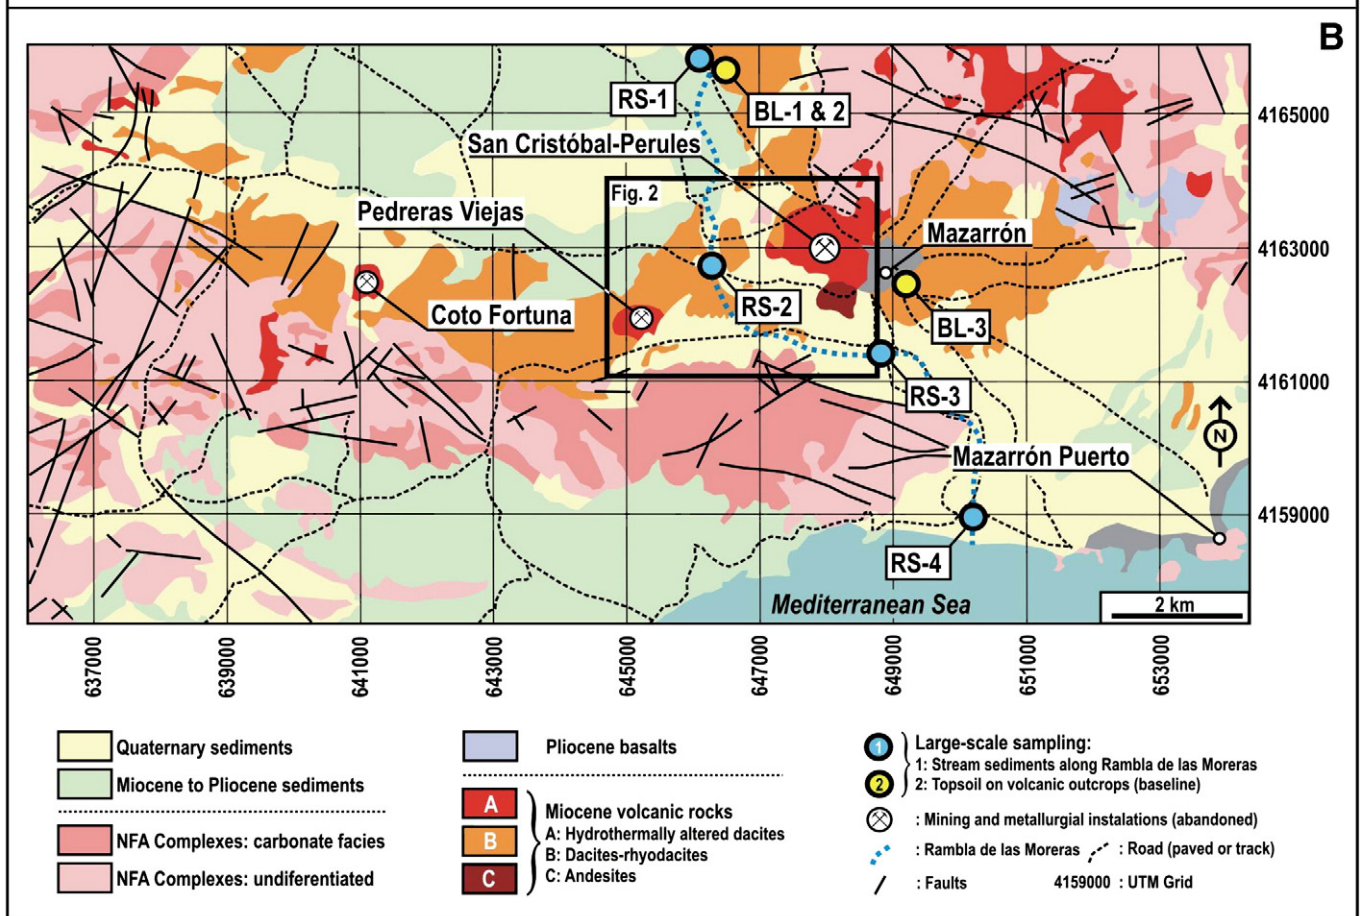 B
RS-1
BL-1 & 2
4165000
San Cristóbal-Perules
Fig. 2
Pedreras Viejas
Mazarrón
4163000
RS-2
Coto Fortuna
BL-3
4161000
RS-3
N
Mazarrón Puerto
4159000
RS-4
Mediterranean Sea
2 km
637000
639000
641000
643000
645000
647000
649000
651000
653000
Quaternary sediments
Miocene to Pliocene sediments
NFA Complexes: carbonate facies
NFA Complexes: undiferentiated
Pliocene basalts
A
B
C
Miocene volcanic rocks
A: Hydrothermally altered dacites
B: Dacites-rhyodacites
C: Andesites
1
2
Large-scale sampling:
1: Stream sediments along Rambla de las Moreras
2: Topsoil on volcanic outcrops (baseline)
: Mining and metallurgial instalations (abandoned)
: Rambla de las Moreras
: Road (paved or track)
: Faults
4159000 : UTM Grid